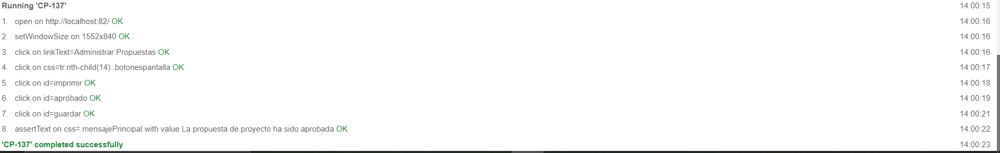 Running 'CP-137' 14:00:15
1. open on http://localhost:82/ OK 14:00:16
2. setWindowSize on 1552x840 OK 14:00:16
3. click on linkText=Administrar Propuestas OK 14:00:16
4. click on css=tr:nth-child(14) .botonespantalla OK 14:00:17
5. click on id=imprimir OK 14:00:18
6. click on id=aprobado OK 14:00:19
7. click on id=guardar OK 14:00:21
8. assertText on css=.mensajePrincipal with value La propuesta de proyecto ha sido aprobada OK 14:00:22
'CP-137' completed successfully 14:00:23